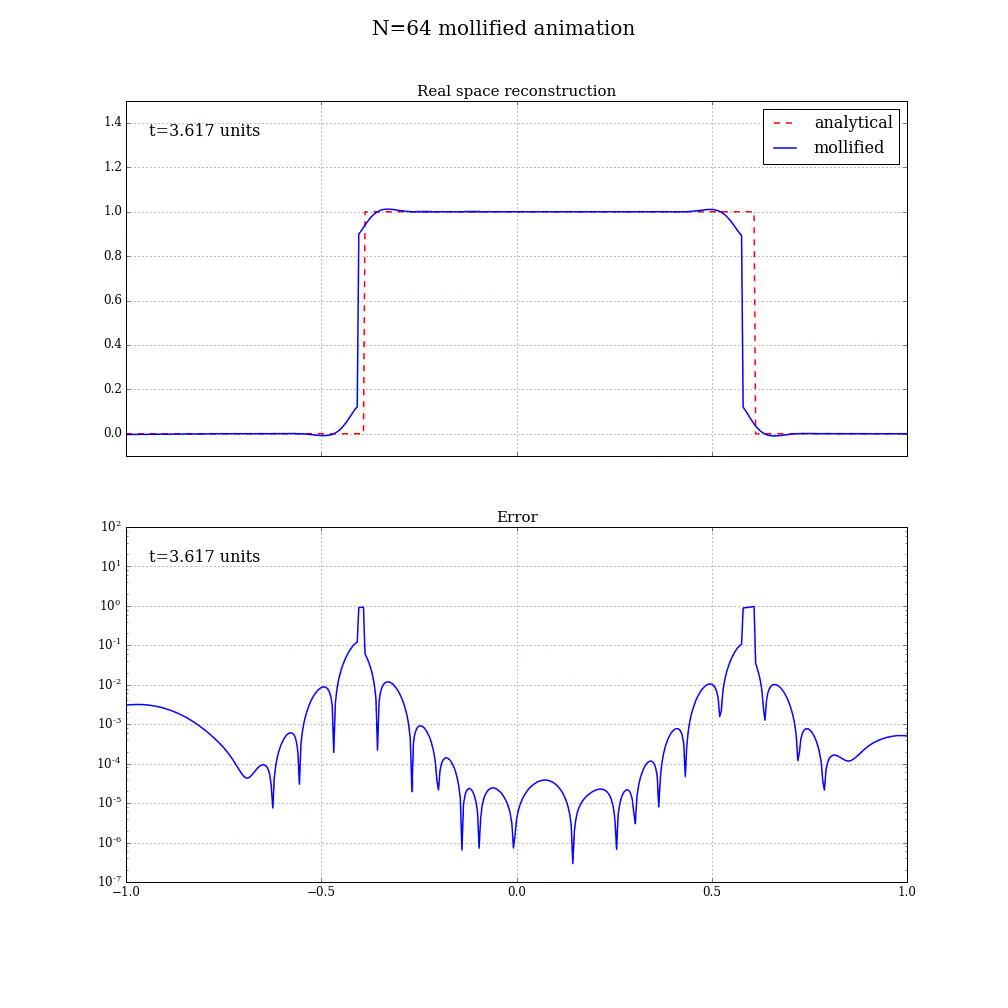 N=64 mollified animation
Real space reconstruction
t=3.617 units
analytical
mollified
1.4
1.2
1.0
0.8
0.6
0.4
0.2
0.0
Error
t=3.617 units
10²
10¹
10⁰
10⁻¹
10⁻²
10⁻³
10⁻⁴
10⁻⁵
10⁻⁶
10⁻⁷
−1.0 −0.5 0.0 0.5 1.0